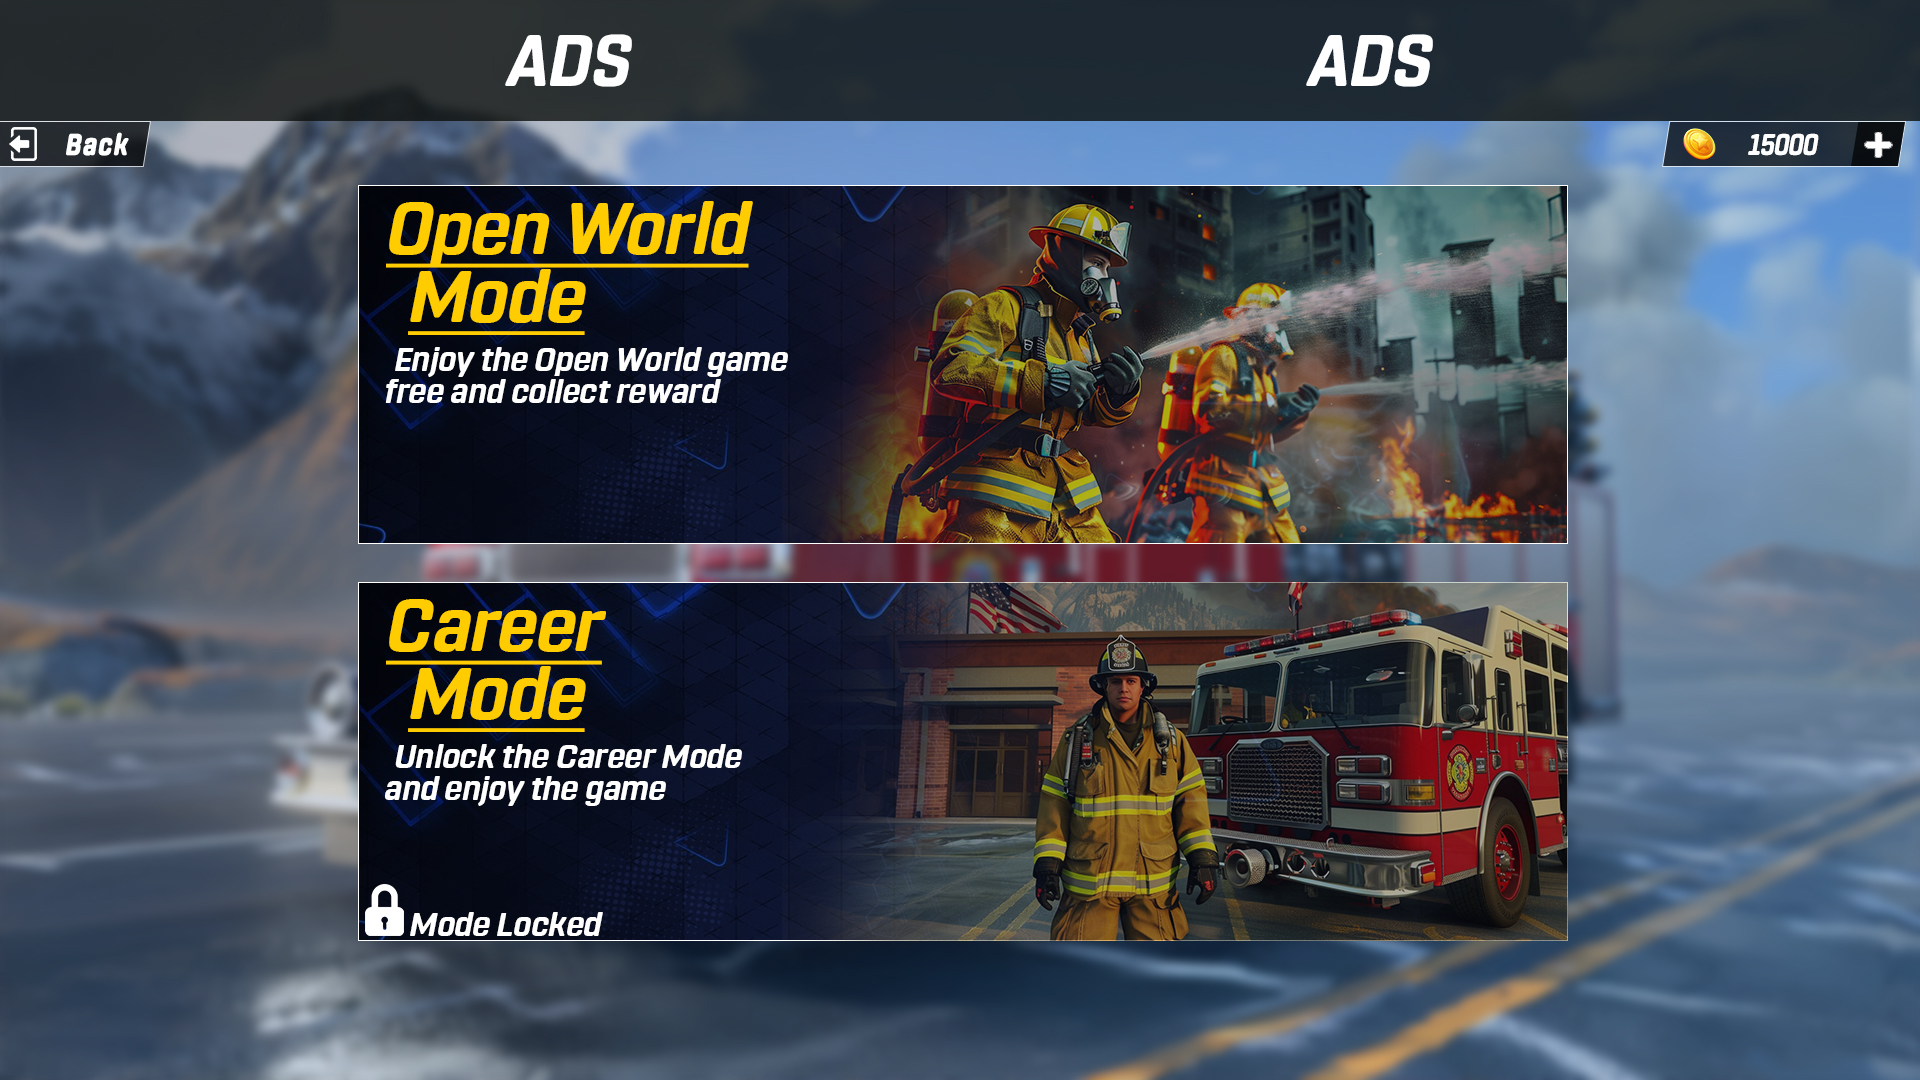 ADS ADS
Back
15000
Open World
Mode
Enjoy the Open World game
free and collect reward
Career
Mode
Unlock the Career Mode
and enjoy the game
Mode Locked